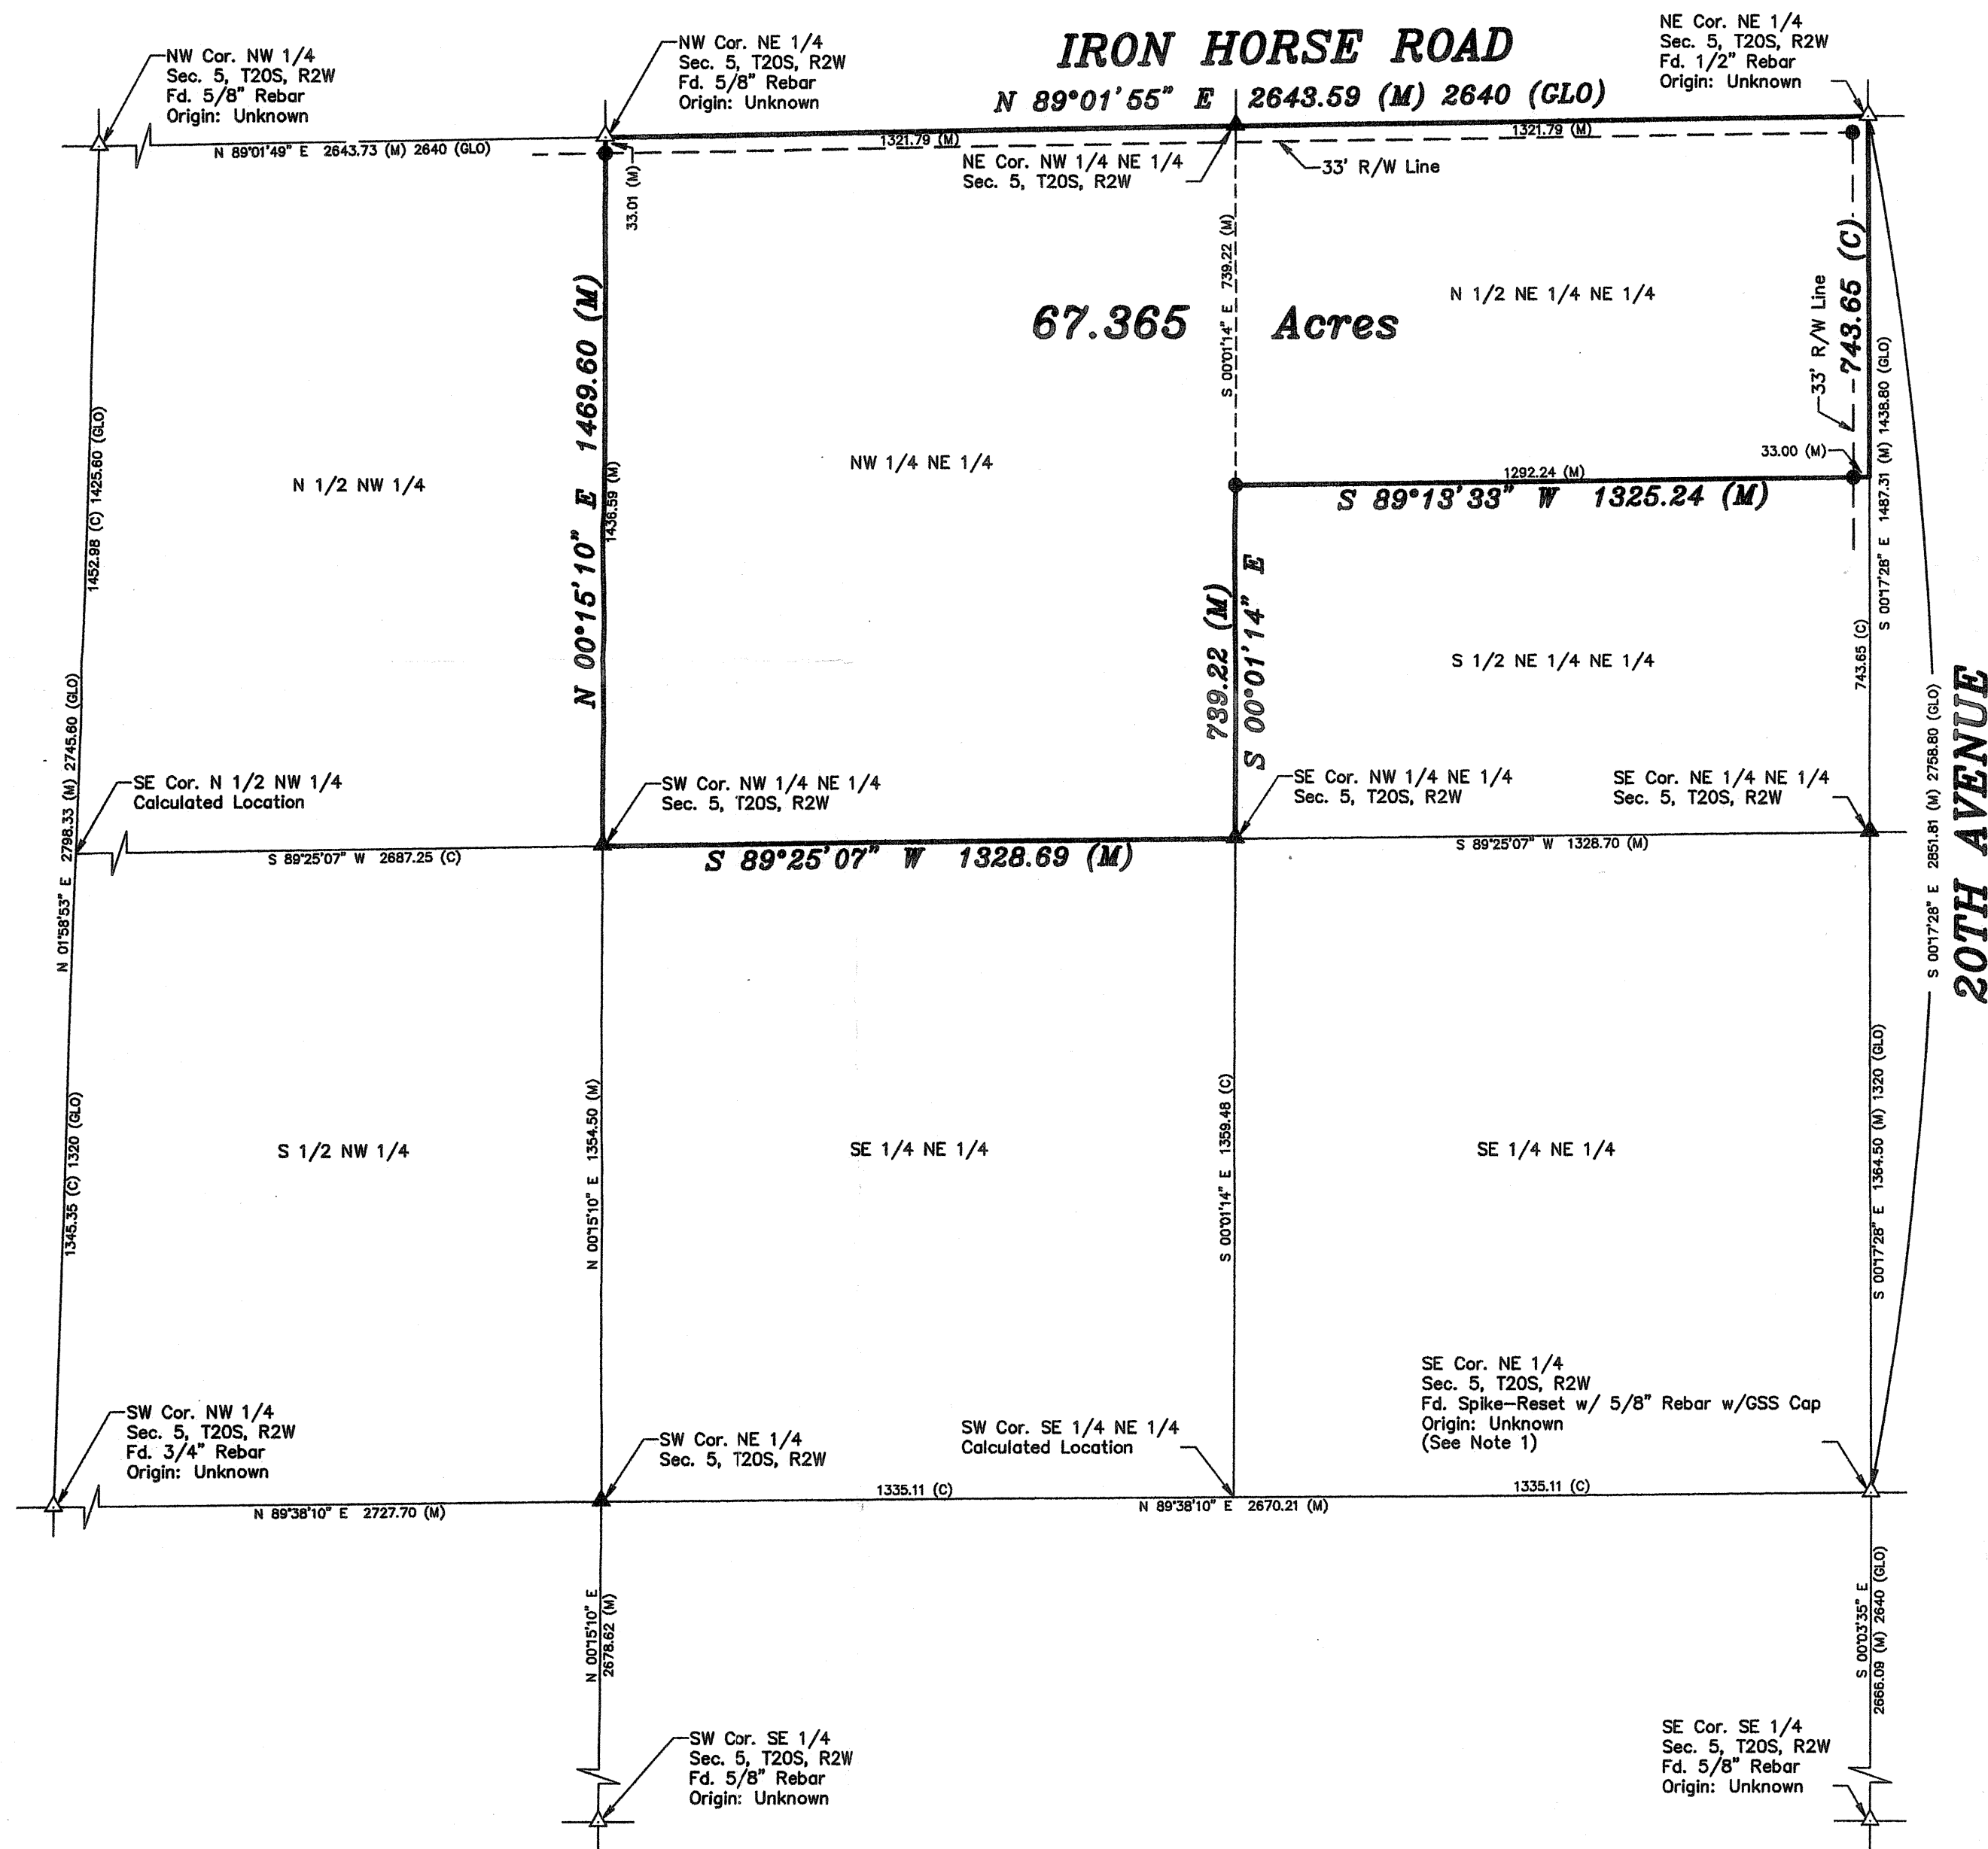 IRON HORSE ROAD
N 89°01'55" E 2643.59 (M) 2640 (GLO)
NW Cor. NW 1/4
Sec. 5, T20S, R2W
Fd. 5/8" Rebar
Origin: Unknown
NW Cor. NE 1/4
Sec. 5, T20S, R2W
Fd. 5/8" Rebar
Origin: Unknown
NE Cor. NE 1/4
Sec. 5, T20S, R2W
Fd. 1/2" Rebar
Origin: Unknown
N 89°01'49" E 2643.73 (M) 2640 (GLO)
1321.79 (M)
1321.79 (M)
33.01 (M)
NE Cor. NW 1/4 NE 1/4
Sec. 5, T20S, R2W
33' R/W Line
N 00°15'10" E 1469.60 (M)
1436.59 (M)
S 00°01'14" E 739.22 (M)
67.365 Acres
N 1/2 NE 1/4 NE 1/4
33' R/W Line
743.65 (C)
S 00°17'28" E 1487.31 (M) 1438.80 (GLO)
1452.98 (C) 1425.60 (GLO)
N 1/2 NW 1/4
NW 1/4 NE 1/4
33.00 (M)
1292.24 (M)
S 89°13'33" W 1325.24 (M)
739.22 (M)
S 00°01'14" E
S 1/2 NE 1/4 NE 1/4
743.65 (C)
S 00°17'28" E 2851.81 (M) 2758.80 (GLO)
20TH AVENUE
N 01°58'53" E 2798.33 (M) 2745.60 (GLO)
SE Cor. N 1/2 NW 1/4
Calculated Location
SW Cor. NW 1/4 NE 1/4
Sec. 5, T20S, R2W
SE Cor. NW 1/4 NE 1/4
Sec. 5, T20S, R2W
SE Cor. NE 1/4 NE 1/4
Sec. 5, T20S, R2W
S 89°25'07" W 2687.25 (C)
S 89°25'07" W 1328.69 (M)
S 89°25'07" W 1328.70 (M)
1345.35 (C) 1320 (GLO)
S 1/2 NW 1/4
N 00°15'10" E 1354.50 (M)
SE 1/4 NE 1/4
S 00°01'14" E 1359.48 (C)
SE 1/4 NE 1/4
S 00°17'28" E 1364.50 (M) 1320 (GLO)
SW Cor. NW 1/4
Sec. 5, T20S, R2W
Fd. 3/4" Rebar
Origin: Unknown
SW Cor. NE 1/4
Sec. 5, T20S, R2W
SW Cor. SE 1/4 NE 1/4
Calculated Location
SE Cor. NE 1/4
Sec. 5, T20S, R2W
Fd. Spike-Reset w/ 5/8" Rebar w/GSS Cap
Origin: Unknown
(See Note 1)
N 89°38'10" E 2727.70 (M)
1335.11 (C)
N 89°38'10" E 2670.21 (M)
1335.11 (C)
N 00°15'10" E
2678.62 (M)
S 00°03'35" E
2666.09 (M) 2640 (GLO)
SW Cor. SE 1/4
Sec. 5, T20S, R2W
Fd. 5/8" Rebar
Origin: Unknown
SE Cor. SE 1/4
Sec. 5, T20S, R2W
Fd. 5/8" Rebar
Origin: Unknown